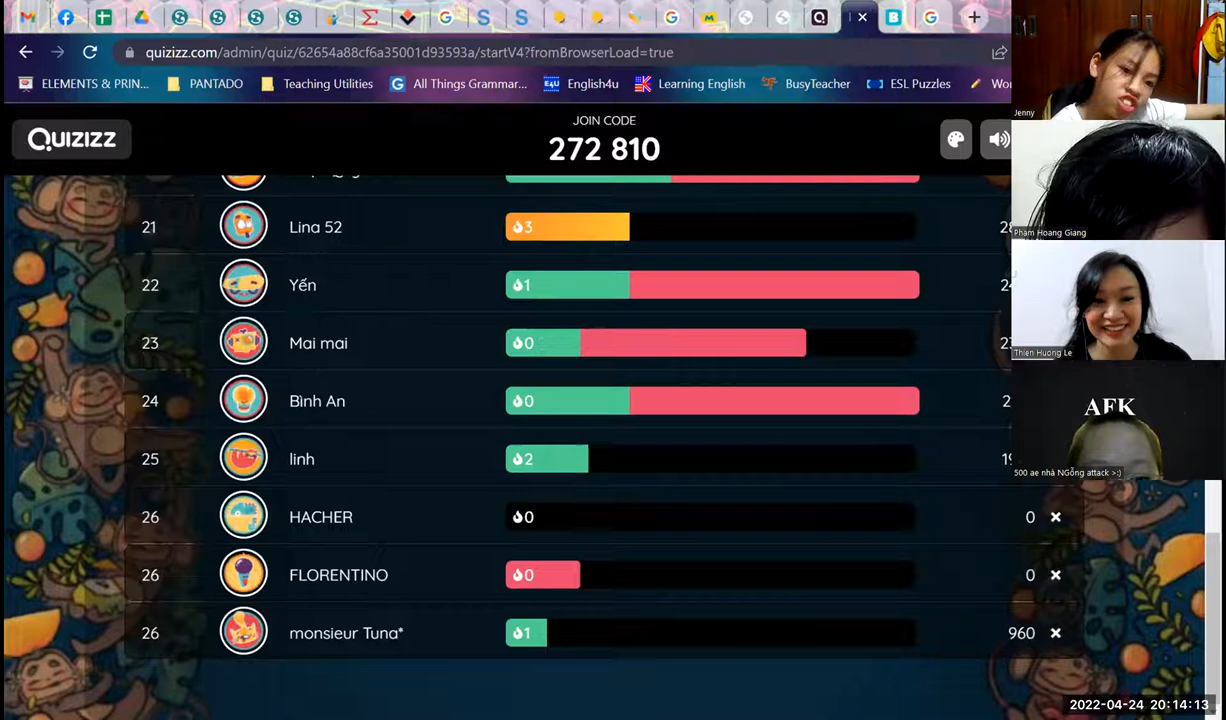 quizizz.com/admin/quiz/62654a88cf6a35001d93593a/startV4?fromBrowserLoad=true
ELEMENTS & PRIN... PANTADO Teaching Utilities All Things Grammar... English4u Learning English BusyTeacher ESL Puzzles
QUIZIZZ
JOIN CODE
272 810
21 Lina 52 3
22 Yến 1
23 Mai mai 0
24 Bình An 0
25 linh 2
26 HACHER 0 0
26 FLORENTINO 0 0
26 monsieur Tuna* 1 960
Jenny
Pham Hoang Giang
Thien Huong Le
AFK
500 ae nhà NGỗng attack >:)
2022-04-24 20:14:13